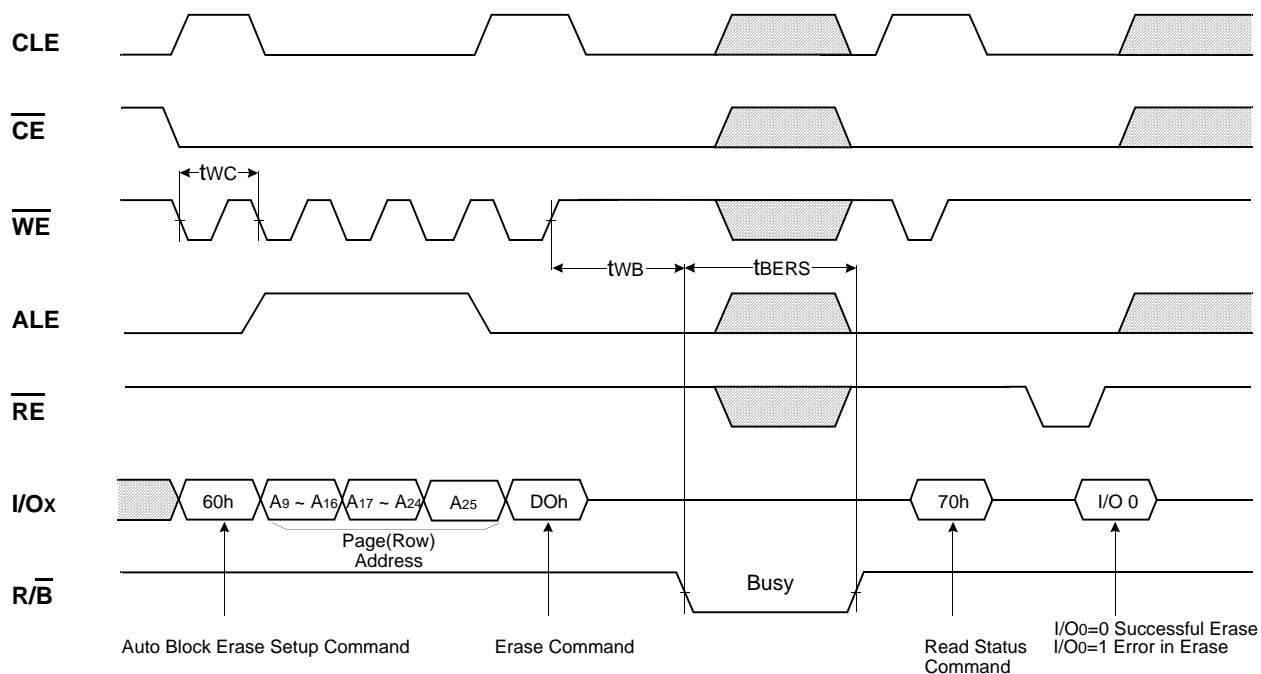 CLE
CE
tWC
WE
tWB
tBERS
ALE
RE
I/Ox
60h
A9 ~ A16
A17 ~ A24
A25
DOh
70h
I/O 0
Page(Row)
Address
R/B
Busy
Auto Block Erase Setup Command
Erase Command
Read Status
Command
I/O0=0 Successful Erase
I/O0=1 Error in Erase